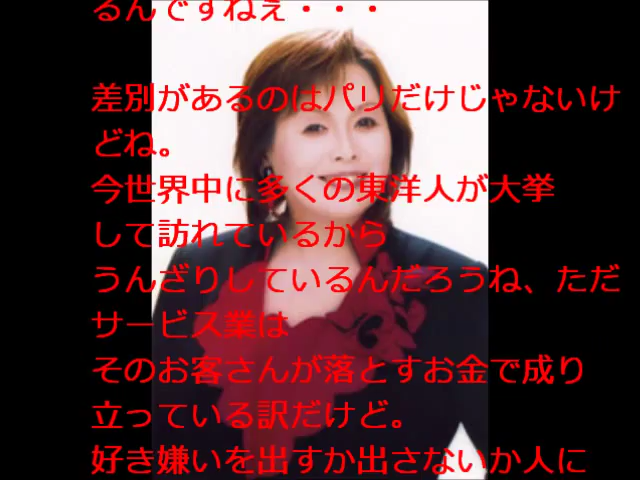 るんですねぇ・・・
差別があるのはパリだけじゃないけ
どね。
今世界中に多くの東洋人が大挙
して訪れているから
うんざりしているんだろうね、ただ
サービス業は
そのお客さんが落とすお金で成り
立っている訳だけど。
好き嫌いを出すか出さないか人に